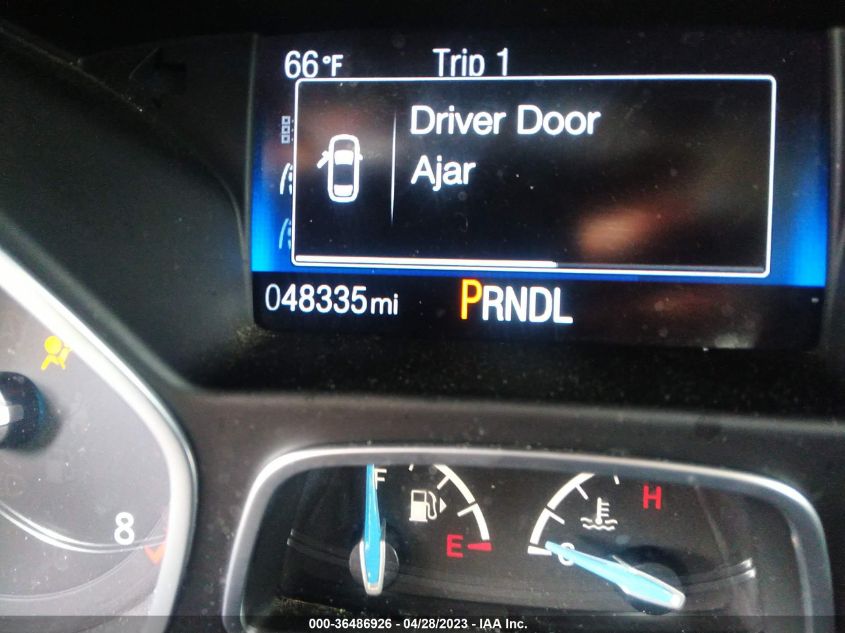 66°F Trip 1
Driver Door
Ajar
048335mi PRNDL
8
F
E
H
C
000-36486926 - 04/28/2023 - IAA Inc.